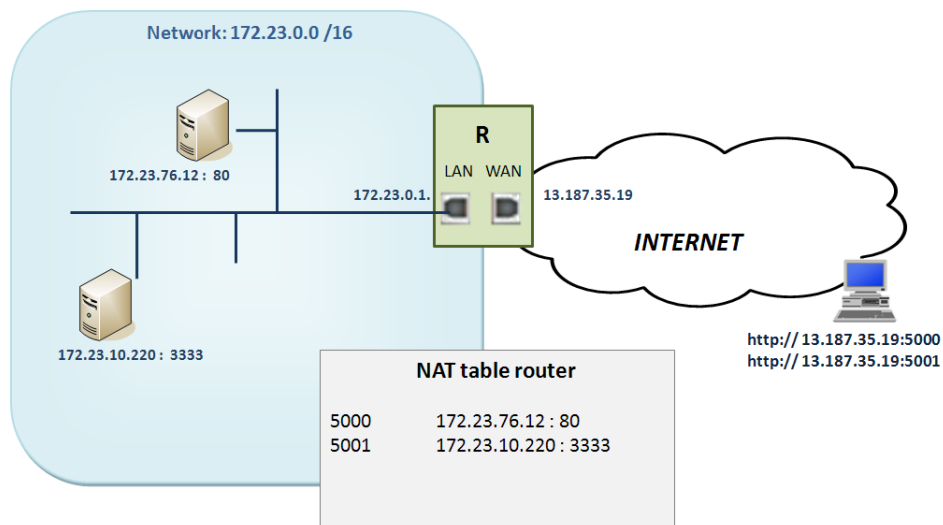 Network: 172.23.0.0 /16
172.23.76.12 : 80
R
LAN WAN
172.23.0.1.
13.187.35.19
INTERNET
172.23.10.220 : 3333
http:// 13.187.35.19:5000
http:// 13.187.35.19:5001
NAT table router
5000 172.23.76.12 : 80
5001 172.23.10.220 : 3333